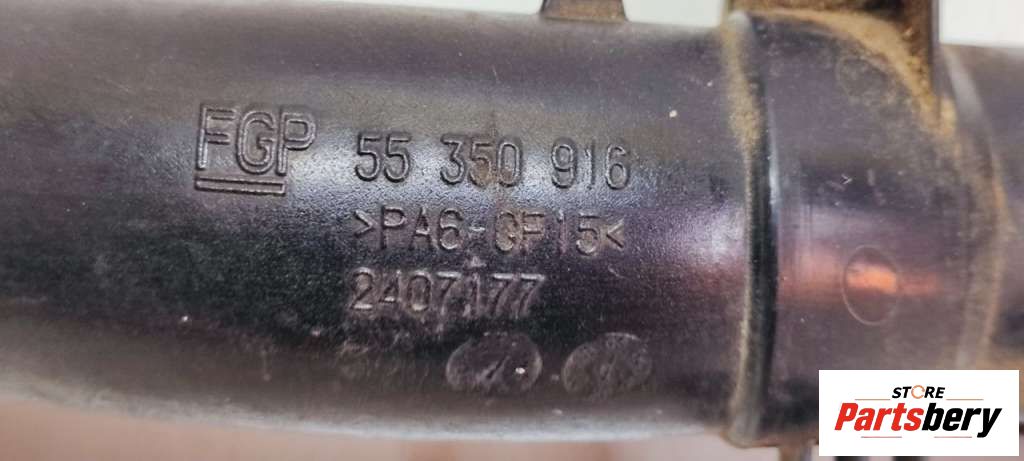 FGP 55 350 916
>PA6-GF15<
2407177
STORE
Partsbery